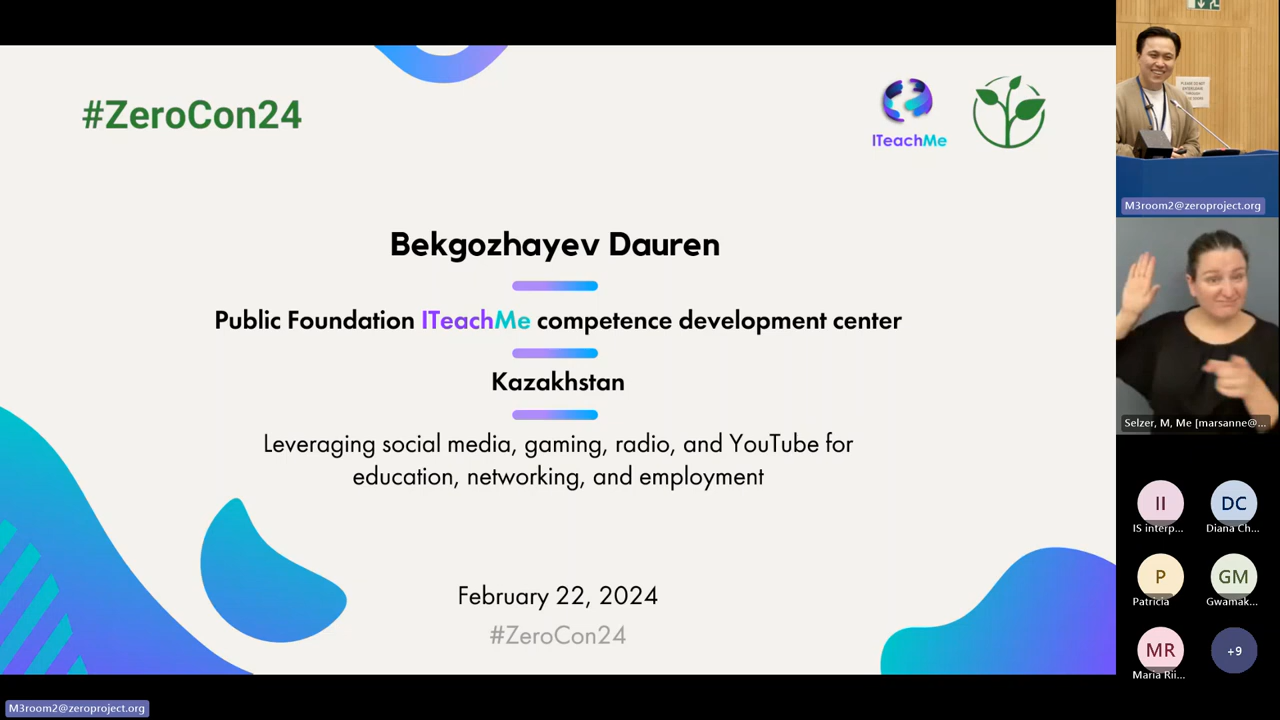 #ZeroCon24
ITeachMe
Bekgozhayev Dauren
Public Foundation ITeachMe competence development center
Kazakhstan
Leveraging social media, gaming, radio, and YouTube for
education, networking, and employment
February 22, 2024
#ZeroCon24
M3room2@zeroproject.org
M3room2@zeroproject.org
Selzer, M, Me [marsanne@...
II
DC
IS interp...
Diana Ch...
P
GM
Patricia
Gwamak...
MR
+9
Maria Rii...